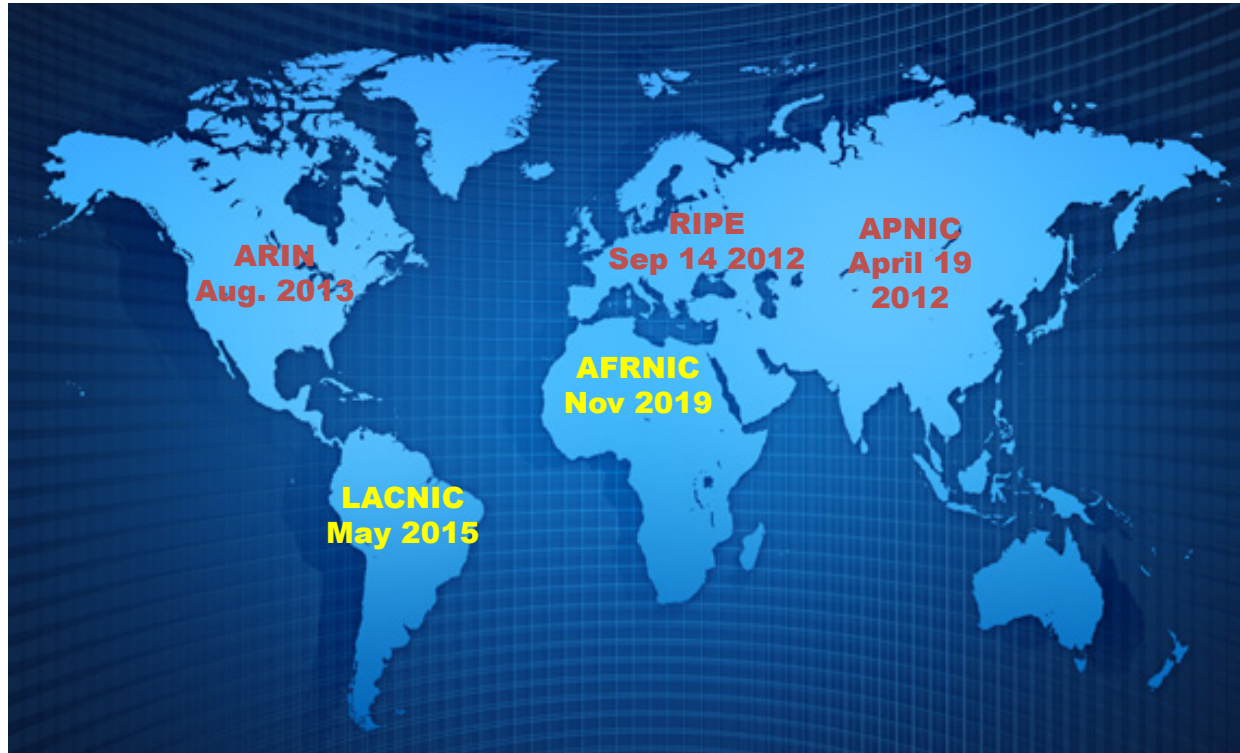 ARIN
Aug. 2013
RIPE
Sep 14 2012
APNIC
April 19
2012
AFRNIC
Nov 2019
LACNIC
May 2015